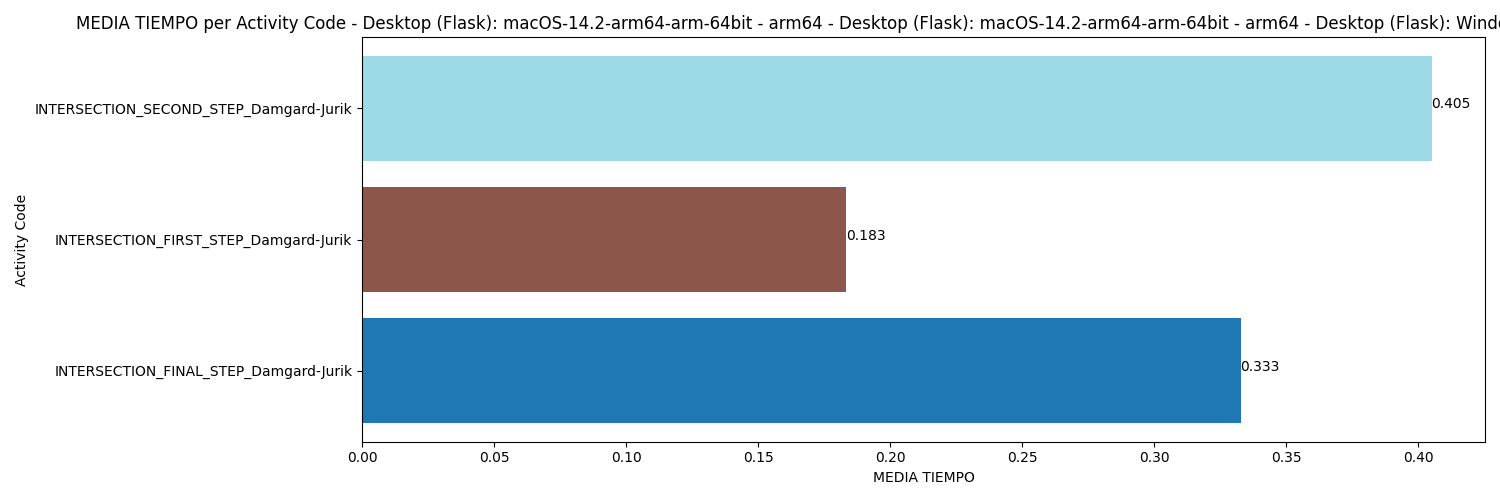 MEDIA TIEMPO per Activity Code - Desktop (Flask): macOS-14.2-arm64-arm-64bit - arm64 - Desktop (Flask): macOS-14.2-arm64-arm-64bit - arm64 - Desktop (Flask):
INTERSECTION_SECOND_STEP_Damgard-Jurik
0.405
INTERSECTION_FIRST_STEP_Damgard-Jurik
0.183
INTERSECTION_FINAL_STEP_Damgard-Jurik
0.333
Activity Code
0.00 0.05 0.10 0.15 0.20 0.25 0.30 0.35 0.40
MEDIA TIEMPO